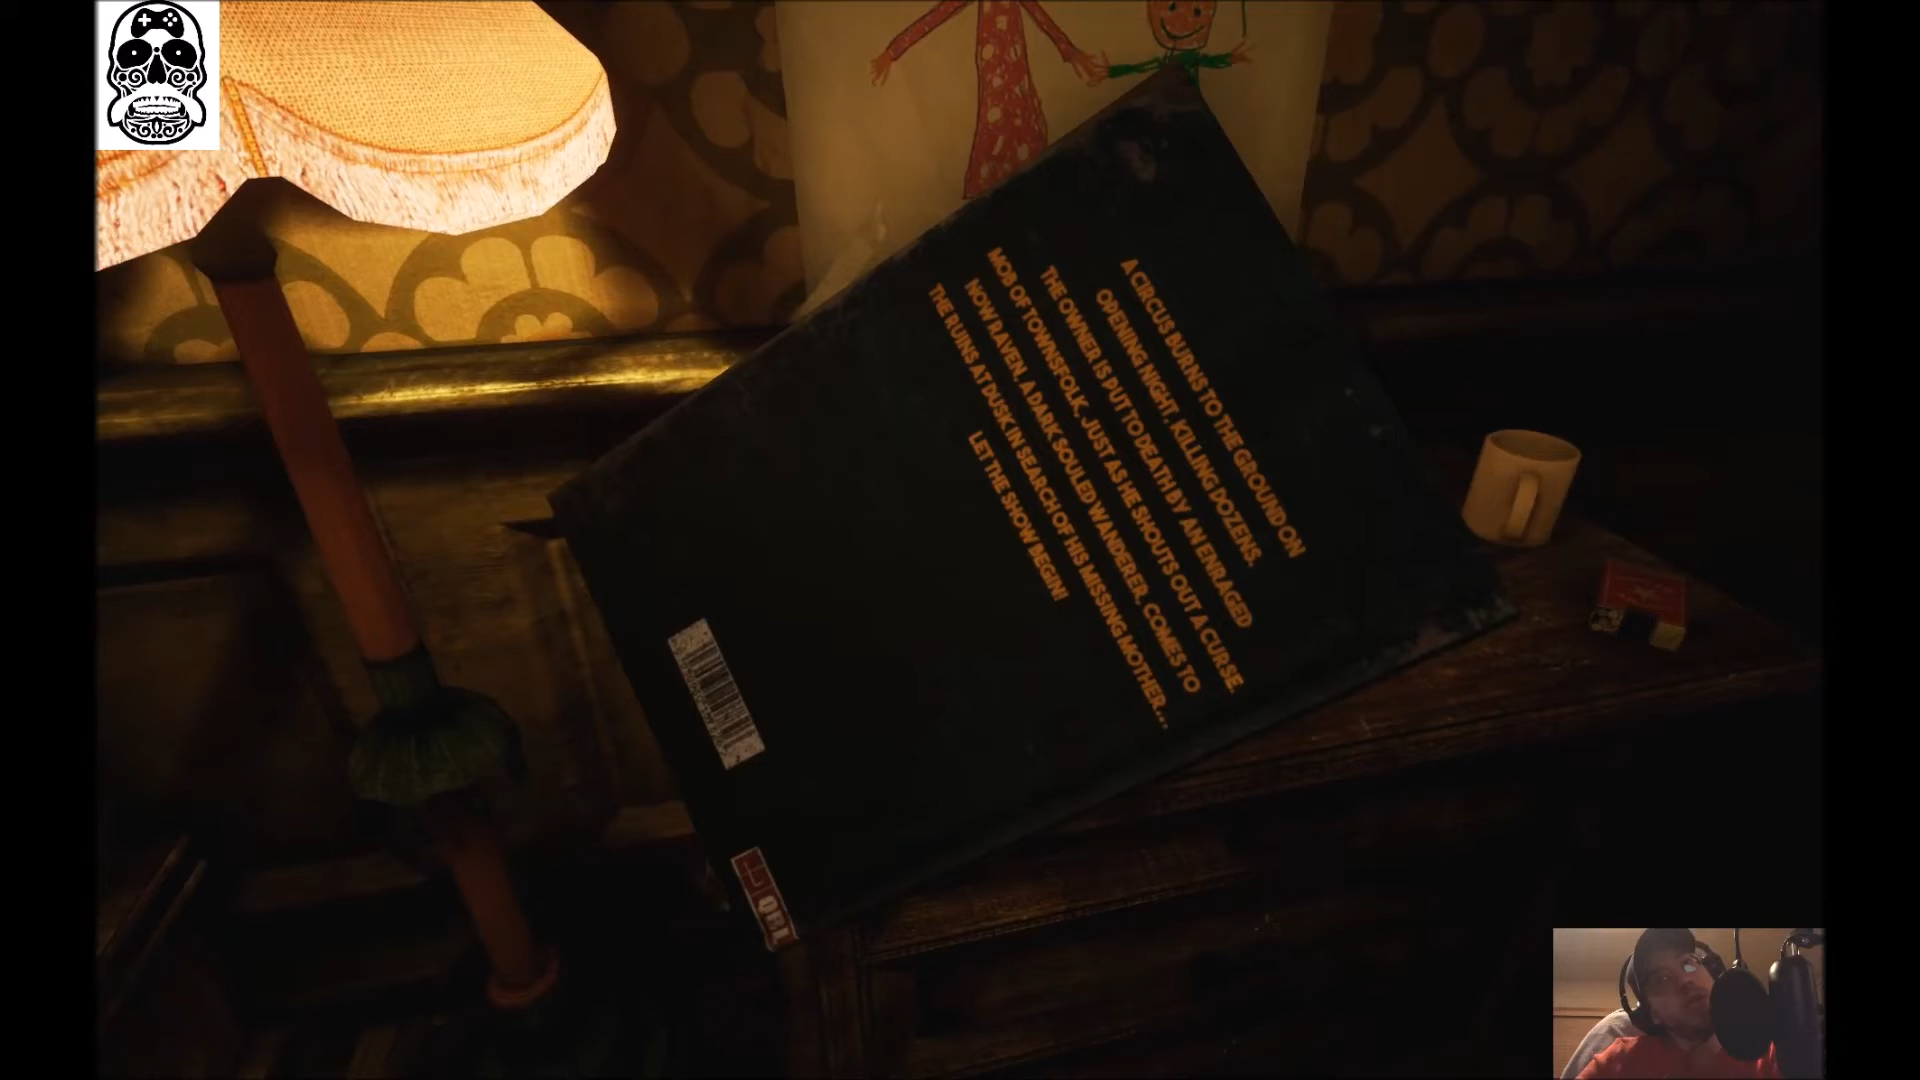 A CIRCUS BURNS TO THE GROUND ON
OPENING NIGHT, KILLING DOZENS.
THE OWNER IS PUT TO DEATH BY AN ENRAGED
MOB OF TOWNSFOLK, JUST AS HE SHOUTS OUT A CURSE.
NOW RAVEN, A DARK SOULED WANDERER, COMES TO
THE RUINS AT DUSK IN SEARCH OF HIS MISSING MOTHER...
LET THE SHOW BEGIN!